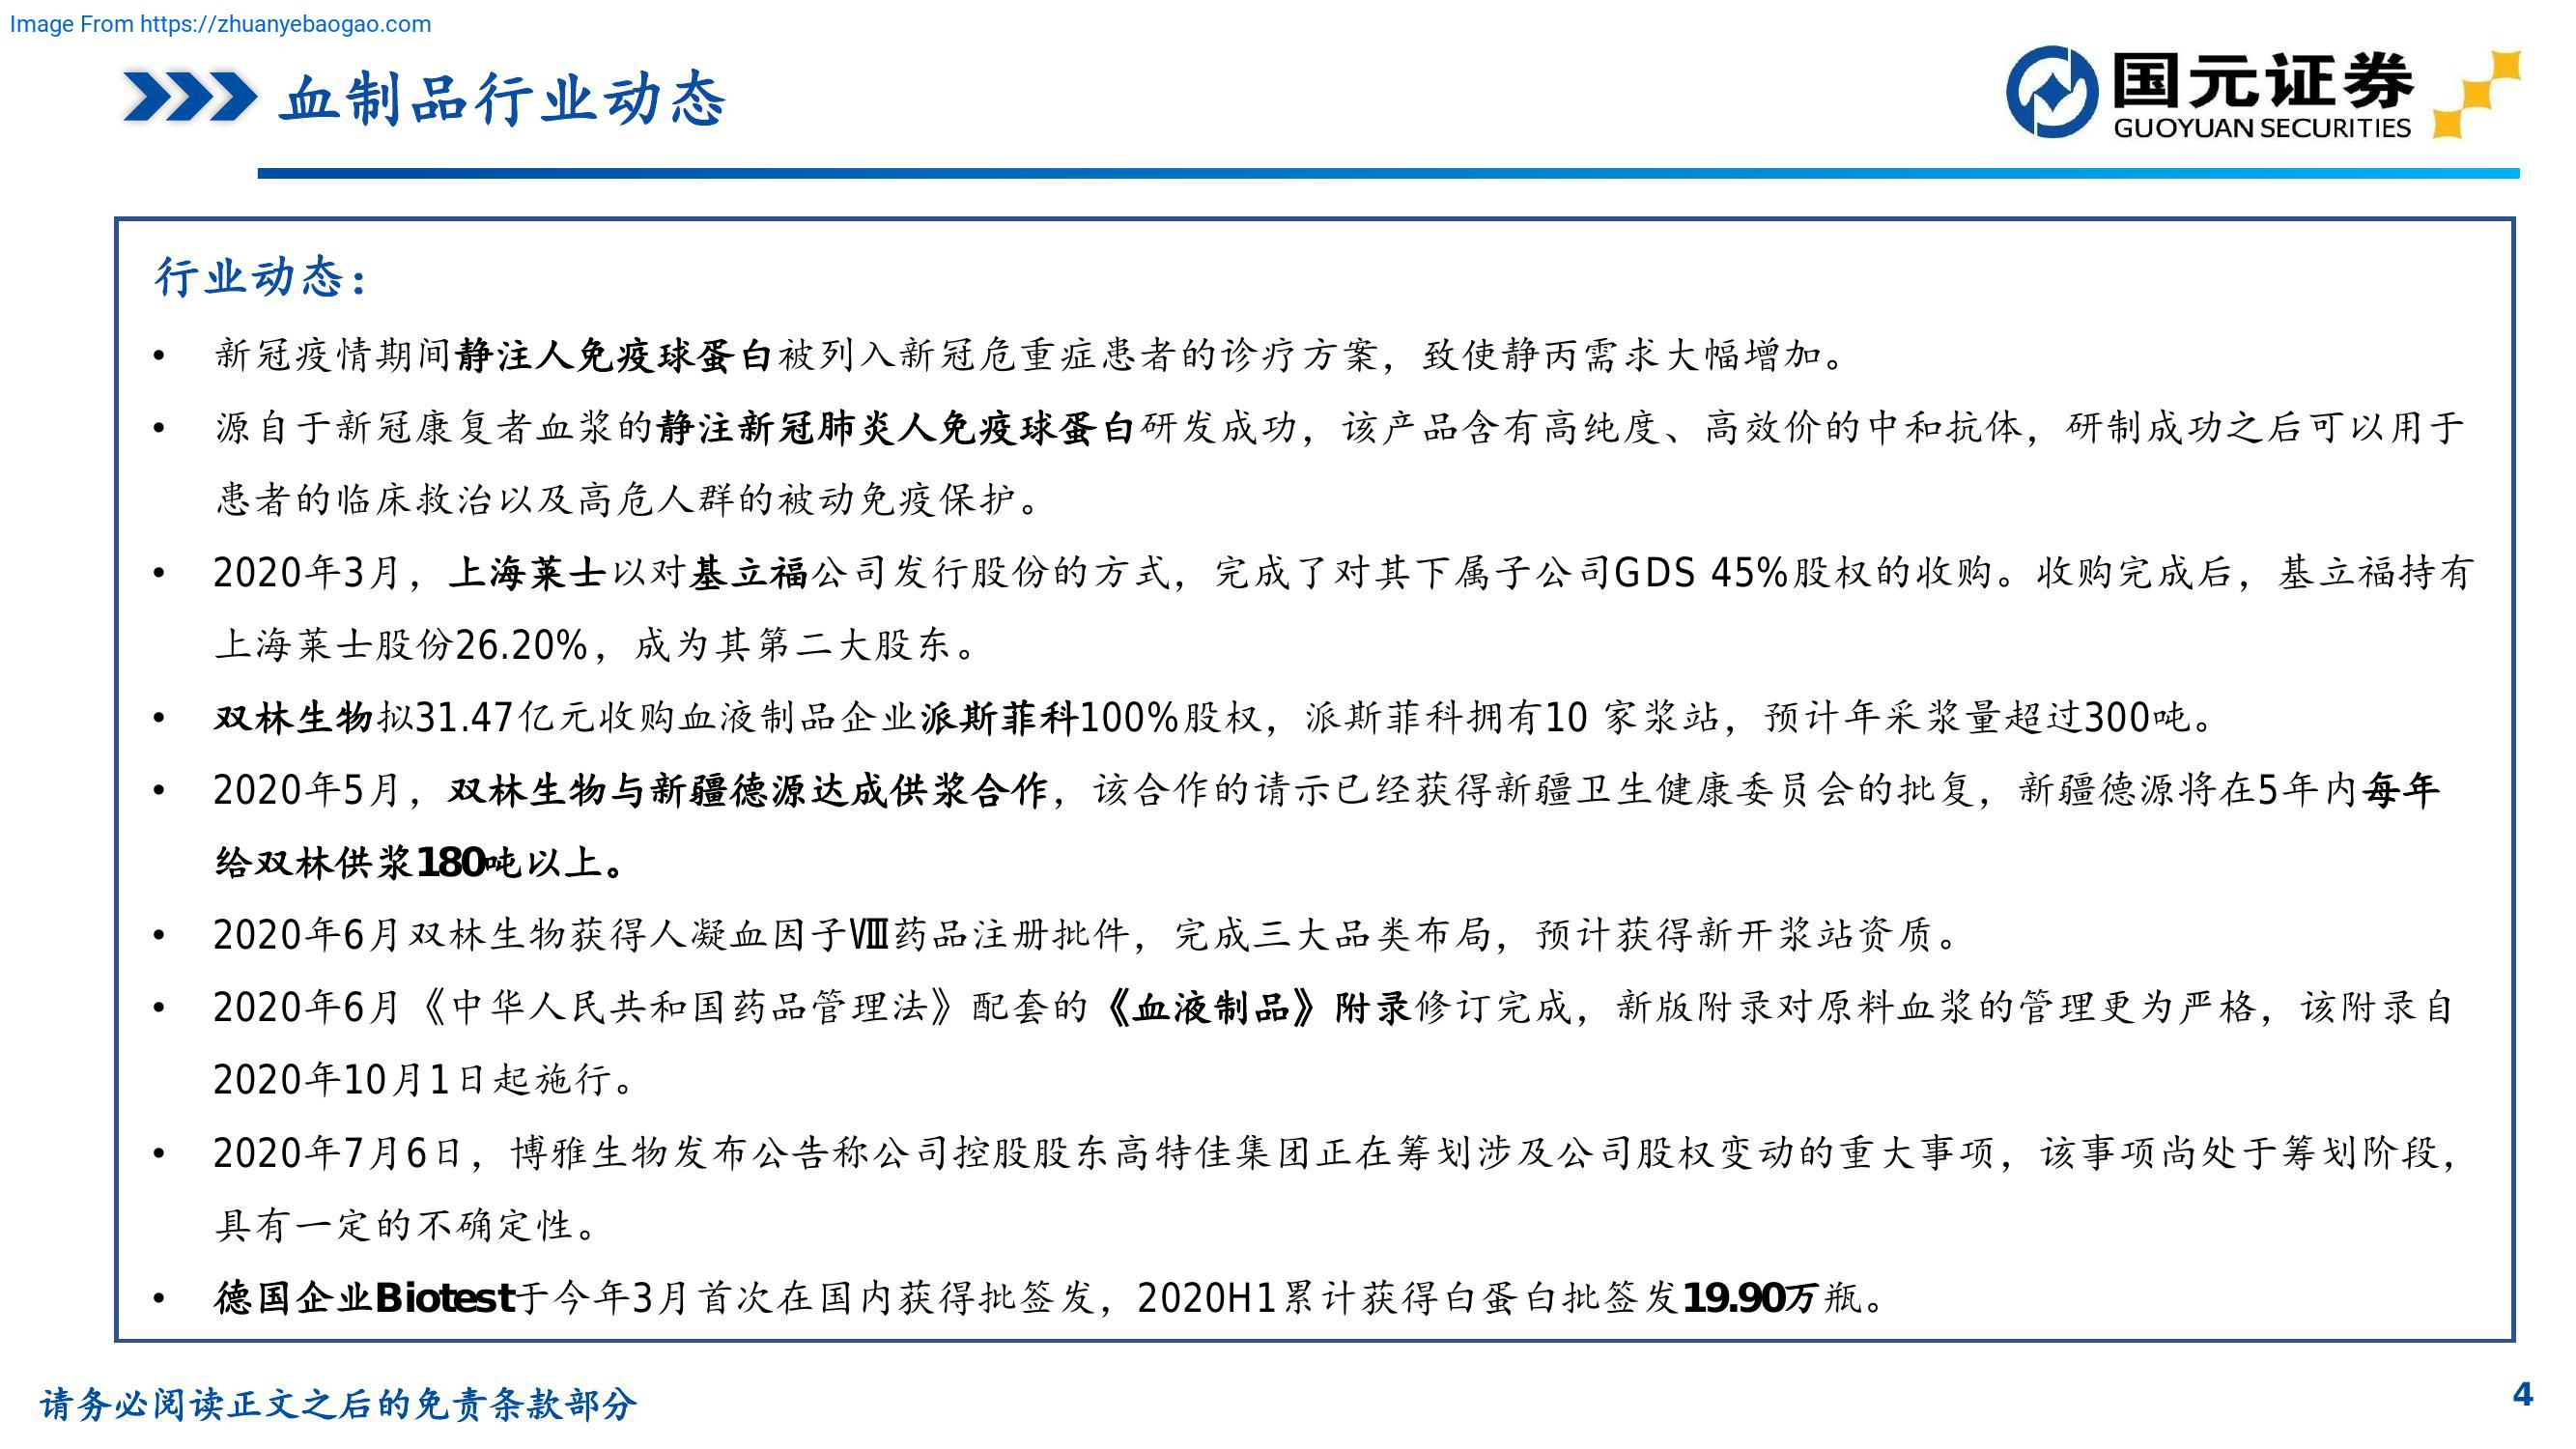 Image From https://zhuanyebaogao.com
血制品行业动态
国元证券
GUOYUAN SECURITIES
行业动态：
• 新冠疫情期间静注人免疫球蛋白被列入新冠危重症患者的诊疗方案，致使静丙需求大幅增加。
• 源自于新冠康复者血浆的静注新冠肺炎人免疫球蛋白研发成功，该产品含有高纯度、高效价的中和抗体，研制成功之后可以用于
患者的临床救治以及高危人群的被动免疫保护。
• 2020年3月，上海莱士以对基立福公司发行股份的方式，完成了对其下属子公司GDS 45%股权的收购。收购完成后，基立福持有
上海莱士股份26.20%，成为其第二大股东。
• 双林生物拟31.47亿元收购血液制品企业派斯菲科100%股权，派斯菲科拥有10 家浆站，预计年采浆量超过300吨。
• 2020年5月，双林生物与新疆德源达成供浆合作，该合作的请示已经获得新疆卫生健康委员会的批复，新疆德源将在5年内每年
给双林供浆180吨以上。
• 2020年6月双林生物获得人凝血因子Ⅷ药品注册批件，完成三大品类布局，预计获得新开浆站资质。
• 2020年6月《中华人民共和国药品管理法》配套的《血液制品》附录修订完成，新版附录对原料血浆的管理更为严格，该附录自
2020年10月1日起施行。
• 2020年7月6日，博雅生物发布公告称公司控股股东高特佳集团正在筹划涉及公司股权变动的重大事项，该事项尚处于筹划阶段，
具有一定的不确定性。
• 德国企业Biotest于今年3月首次在国内获得批签发，2020H1累计获得白蛋白批签发19.90万瓶。
请务必阅读正文之后的免责条款部分
4